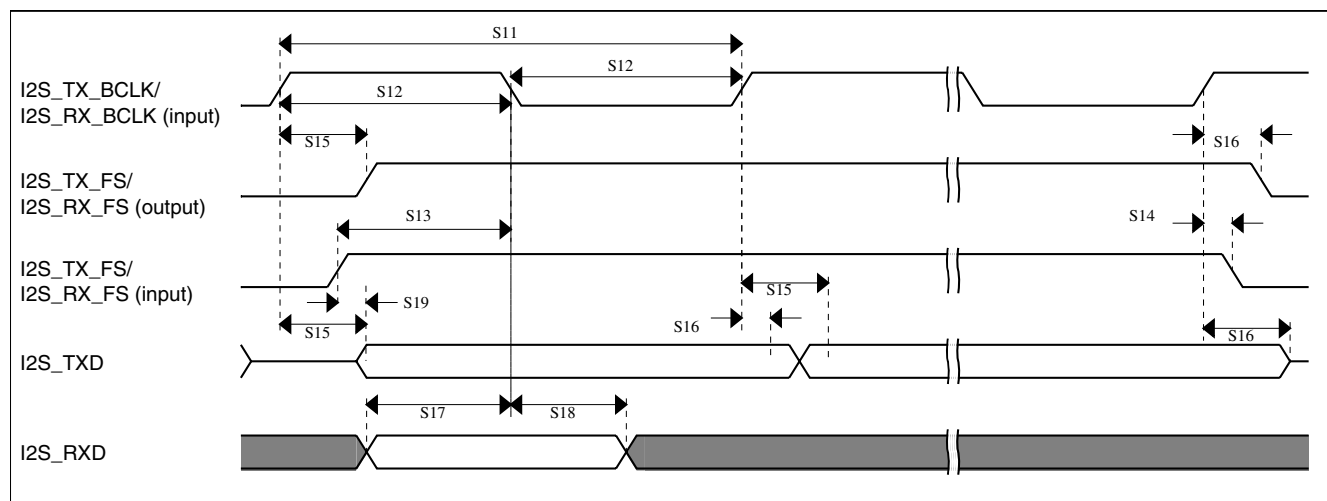 S11
I2S_TX_BCLK/
I2S_RX_BCLK (input)
S12
S12
S15
S16
I2S_TX_FS/
I2S_RX_FS (output)
S13
S14
I2S_TX_FS/
I2S_RX_FS (input)
S19
S15
S15
S16
S16
I2S_TXD
S17
S18
I2S_RXD